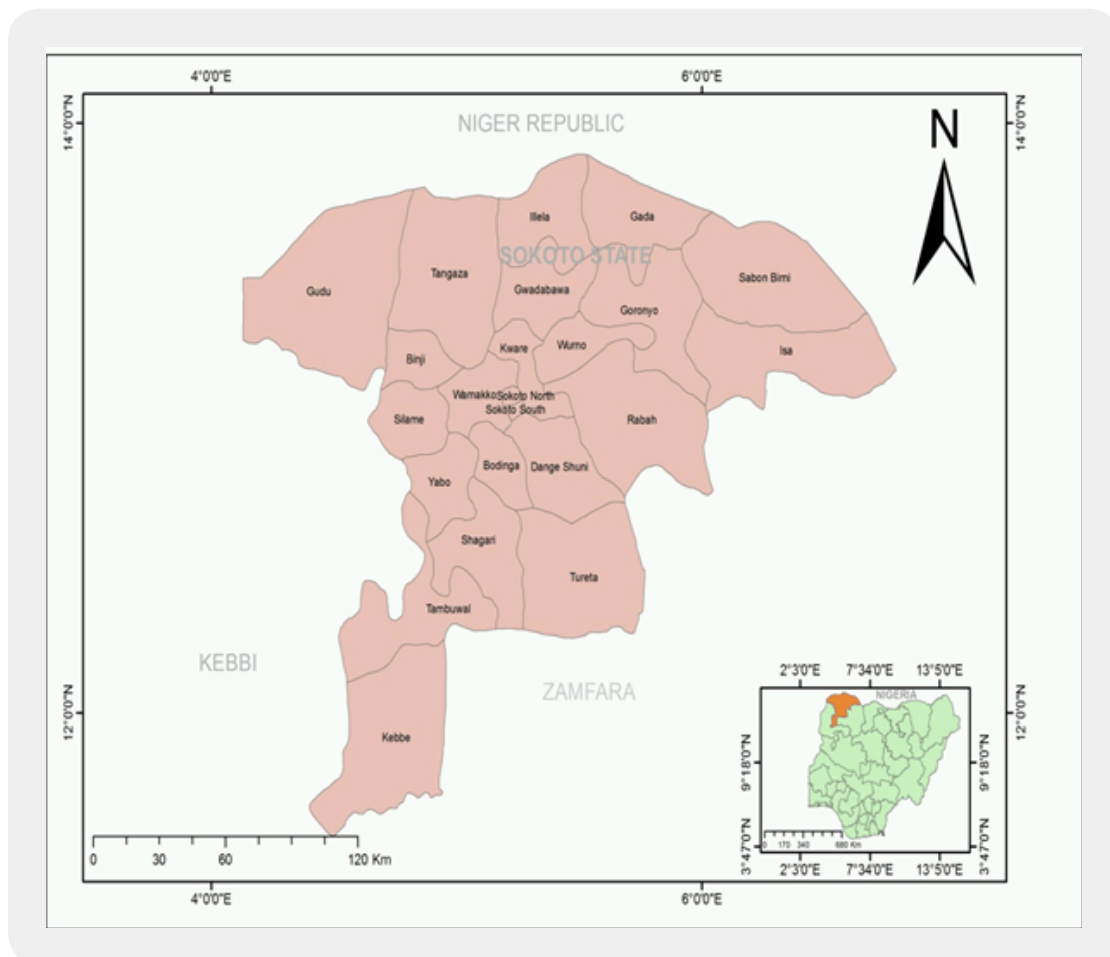 4°0'0"E 6°0'0"E
14°0'0"N 14°0'0"N
NIGER REPUBLIC
N
Illela Gada
SOKOTO STATE
Tangaza Sabon Birni
Gudu Gwadabawa
Goronyo
Kware Wurno Isa
Binji
Wamakko Sokoto North
Sokoto South
Silame Rabah
Bodinga Dange Shuni
Yabo
Shagari
Tureta
Tambuwal
KEBBI
ZAMFARA
12°0'0"N 12°0'0"N
Kebbe
2°3'0"E 7°34'0"E 13°5'0"E
NIGERIA
9°18'0"N 9°18'0"N
3°47'0"N 3°47'0"N
0 170 340 680 Km
2°3'0"E 7°34'0"E 13°5'0"E
0 30 60 120 Km
4°0'0"E 6°0'0"E